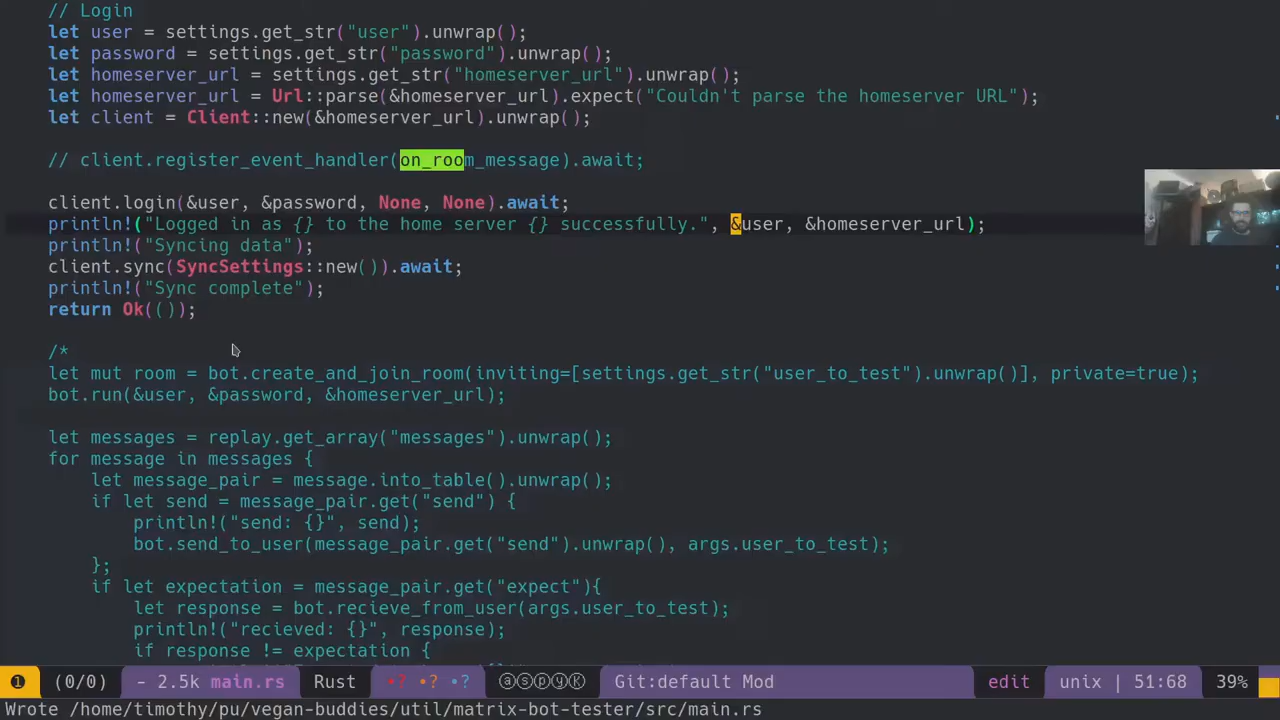 // Login
let user = settings.get_str("user").unwrap();
let password = settings.get_str("password").unwrap();
let homeserver_url = settings.get_str("homeserver_url").unwrap();
let homeserver_url = Url::parse(&homeserver_url).expect("Couldn't parse the homeserver URL");
let client = Client::new(&homeserver_url).unwrap();
// client.register_event_handler(on_room_message).await;
client.login(&user, &password, None, None).await;
println!("Logged in as {} to the home server {} successfully.", &user, &homeserver_url);
println!("Syncing data");
client.sync(SyncSettings::new()).await;
println!("Sync complete");
return Ok(());
/*
let mut room = bot.create_and_join_room(inviting=[settings.get_str("user_to_test").unwrap()], private=true);
bot.run(&user, &password, &homeserver_url);
let messages = replay.get_array("messages").unwrap();
for message in messages {
let message_pair = message.into_table().unwrap();
if let send = message_pair.get("send") {
println!("send: {}", send);
bot.send_to_user(message_pair.get("send").unwrap(), args.user_to_test);
};
if let expectation = message_pair.get("expect"){
let response = bot.recieve_from_user(args.user_to_test);
println!("recieved: {}", response);
if response != expectation {
❶ (0/0) - 2.5k main.rs Rust •? •? •? ⓐⓢⓟⓨⓚ Git:default Mod edit unix | 51:68 39%
Wrote /home/timothy/pu/vegan-buddies/util/matrix-bot-tester/src/main.rs